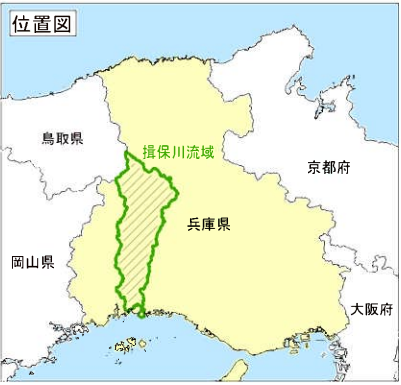 位置図
鳥取県
揖保川流域
京都府
兵庫県
岡山県
大阪府